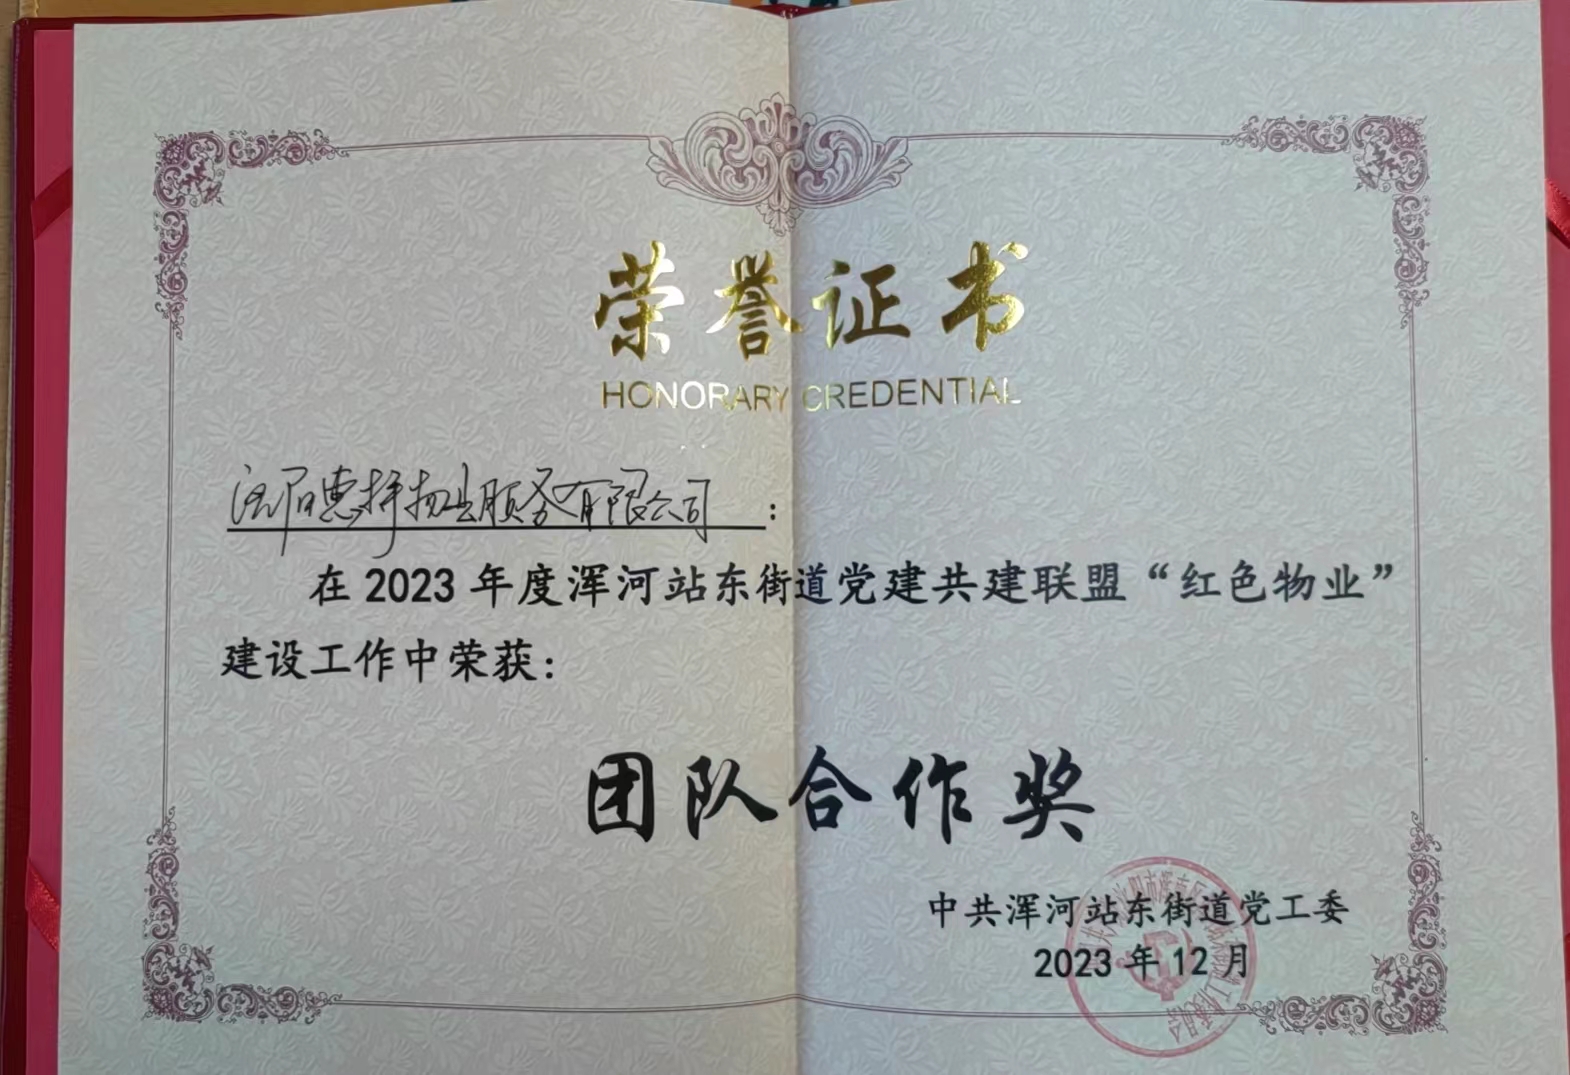 荣誉证书
HONORARY CREDENTIAL
沈阳惠择物业服务有限公司：
在2023年度浑河站东街道党建共建联盟“红色物业”
建设工作中荣获：
团队合作奖
中共浑河站东街道党工委
2023年12月